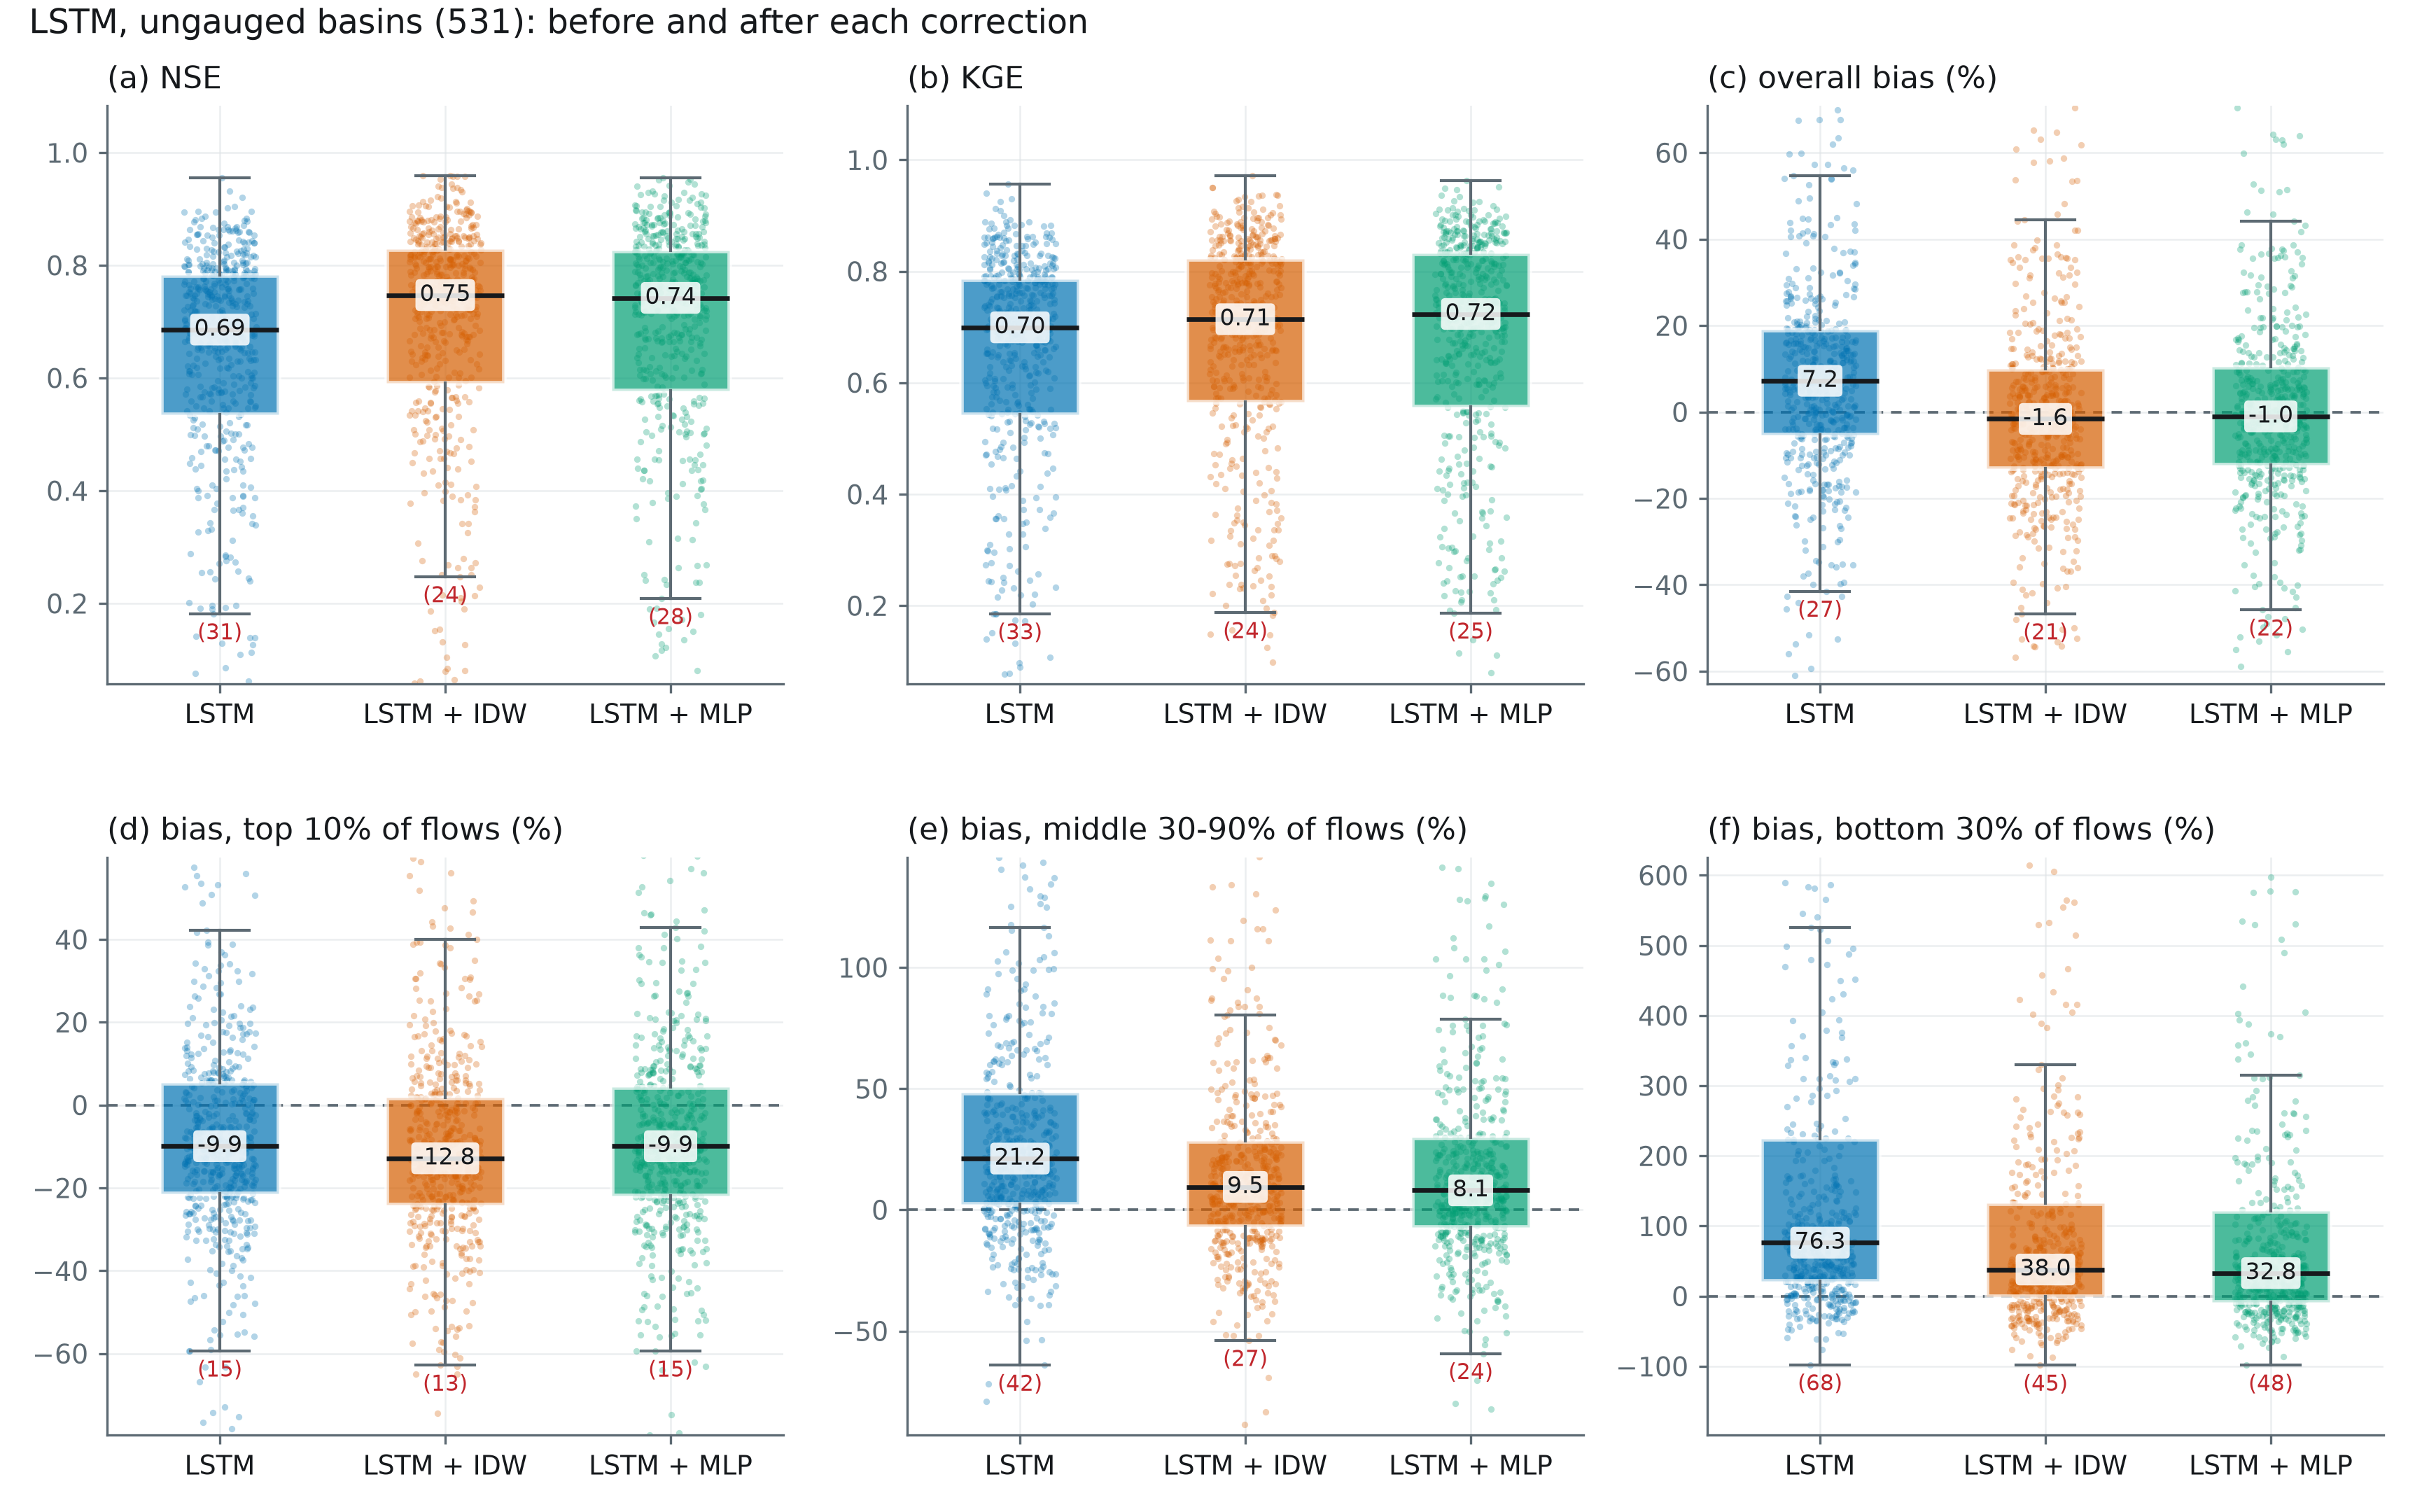 LSTM, ungauged basins (531): before and after each correction
(a) NSE
1.0
0.8
0.6
0.4
0.2
0.69
0.75
0.74
(31)
(24)
(28)
LSTM
LSTM + IDW
LSTM + MLP
(b) KGE
1.0
0.8
0.6
0.4
0.2
0.70
0.71
0.72
(33)
(24)
(25)
LSTM
LSTM + IDW
LSTM + MLP
(c) overall bias (%)
60
40
20
0
−20
−40
−60
7.2
-1.6
-1.0
(27)
(21)
(22)
LSTM
LSTM + IDW
LSTM + MLP
(d) bias, top 10% of flows (%)
40
20
0
−20
−40
−60
-9.9
-12.8
-9.9
(15)
(13)
(15)
LSTM
LSTM + IDW
LSTM + MLP
(e) bias, middle 30-90% of flows (%)
100
50
0
−50
21.2
9.5
8.1
(42)
(27)
(24)
LSTM
LSTM + IDW
LSTM + MLP
(f) bias, bottom 30% of flows (%)
600
500
400
300
200
100
0
−100
76.3
38.0
32.8
(68)
(45)
(48)
LSTM
LSTM + IDW
LSTM + MLP